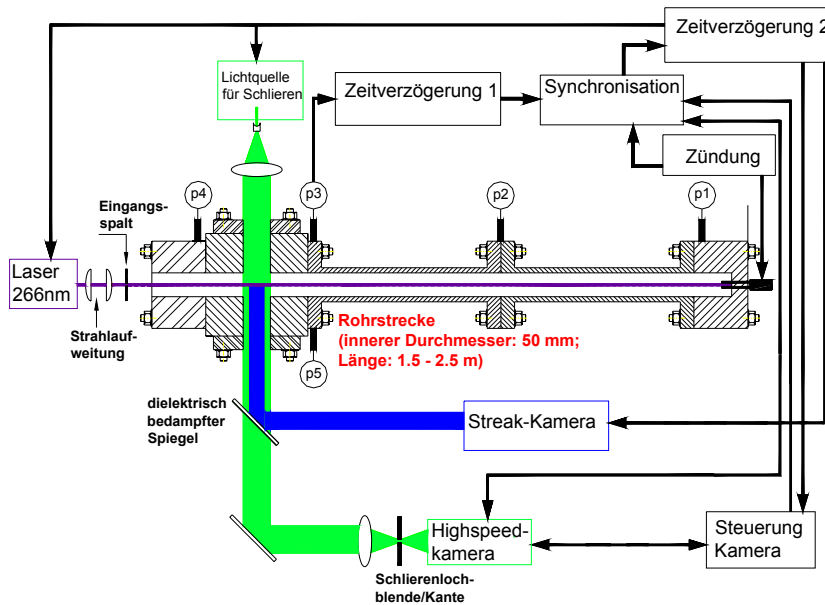 Zeitverzögerung 2
Lichtquelle
für Schlieren
Zeitverzögerung 1
Synchronisation
Zündung
p4
p3
p2
p1
Eingangs-
spalt
Laser
266nm
Strahlauf-
weitung
Rohrstrecke
(innerer Durchmesser: 50 mm;
Länge: 1.5 - 2.5 m)
p5
dielektrisch
bedampfter
Spiegel
Streak-Kamera
Highspeed-
kamera
Steuerung
Kamera
Schlierenloch-
blende/Kante